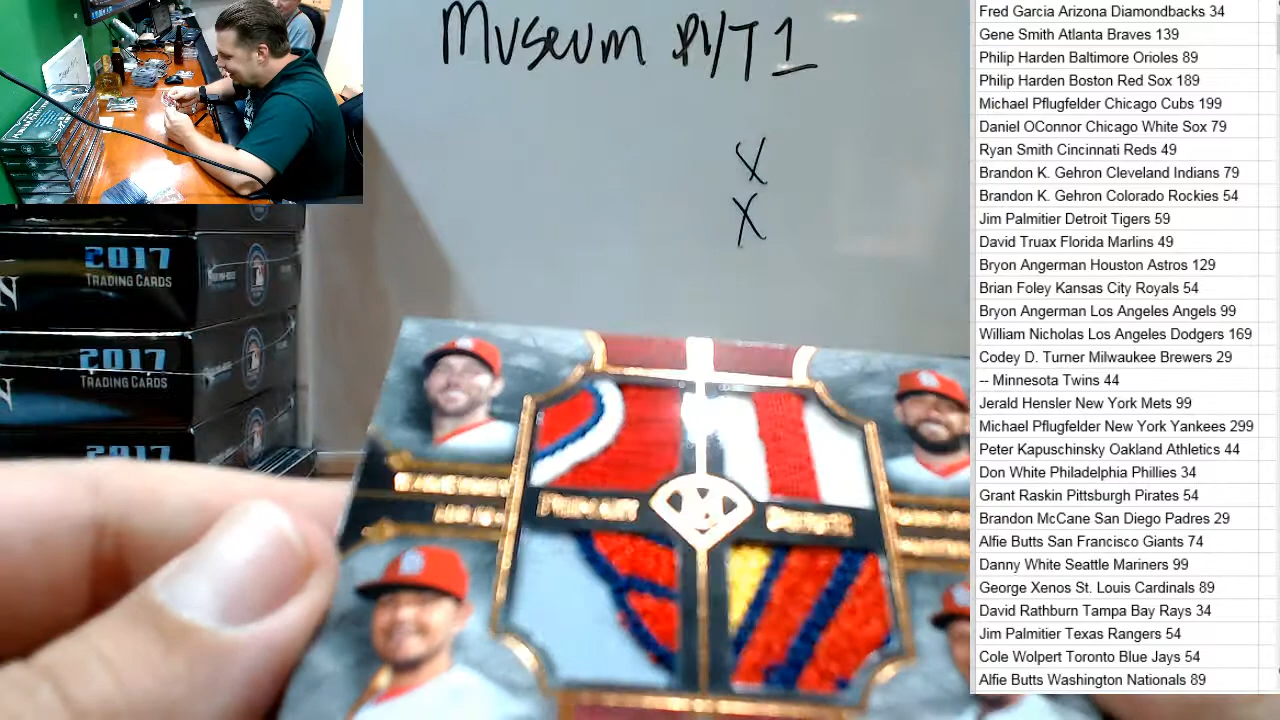 Museum PI/T 1
X
X
2017
TRADING CARDS
N
2017
TRADING CARDS
2017
PRIMARY
M
PIECES
Fred Garcia Arizona Diamondbacks 34
Gene Smith Atlanta Braves 139
Philip Harden Baltimore Orioles 89
Philip Harden Boston Red Sox 189
Michael Pflugfelder Chicago Cubs 199
Daniel OConnor Chicago White Sox 79
Ryan Smith Cincinnati Reds 49
Brandon K. Gehron Cleveland Indians 79
Brandon K. Gehron Colorado Rockies 54
Jim Palmitier Detroit Tigers 59
David Truax Florida Marlins 49
Bryon Angerman Houston Astros 129
Brian Foley Kansas City Royals 54
Bryon Angerman Los Angeles Angels 99
William Nicholas Los Angeles Dodgers 169
Codey D. Turner Milwaukee Brewers 29
-- Minnesota Twins 44
Jerald Hensler New York Mets 99
Michael Pflugfelder New York Yankees 299
Peter Kapuschinsky Oakland Athletics 44
Don White Philadelphia Phillies 34
Grant Raskin Pittsburgh Pirates 54
Brandon McCane San Diego Padres 29
Alfie Butts San Francisco Giants 74
Danny White Seattle Mariners 99
George Xenos St. Louis Cardinals 89
David Rathburn Tampa Bay Rays 34
Jim Palmitier Texas Rangers 54
Cole Wolpert Toronto Blue Jays 54
Alfie Butts Washington Nationals 89